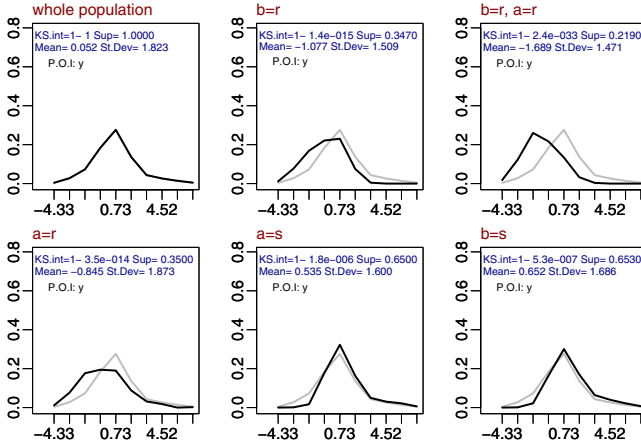 whole population
KS.int=1- 1 Sup= 1.0000
Mean= 0.052 St.Dev= 1.823
P.O.I: y
0.0 0.2 0.4 0.6 0.8
−4.33 0.73 4.52
b=r
KS.int=1- 1.4e-015 Sup= 0.3470
Mean= −1.077 St.Dev= 1.509
P.O.I: y
0.0 0.2 0.4 0.6 0.8
−4.33 0.73 4.52
b=r, a=r
KS.int=1- 2.4e-033 Sup= 0.2190
Mean= −1.689 St.Dev= 1.471
P.O.I: y
0.0 0.2 0.4 0.6 0.8
−4.33 0.73 4.52
a=r
KS.int=1- 3.5e-014 Sup= 0.3500
Mean= −0.845 St.Dev= 1.873
P.O.I: y
0.0 0.2 0.4 0.6 0.8
−4.33 0.73 4.52
a=s
KS.int=1- 1.8e-006 Sup= 0.6500
Mean= 0.535 St.Dev= 1.600
P.O.I: y
0.0 0.2 0.4 0.6 0.8
−4.33 0.73 4.52
b=s
KS.int=1- 5.3e-007 Sup= 0.6530
Mean= 0.652 St.Dev= 1.686
P.O.I: y
0.0 0.2 0.4 0.6 0.8
−4.33 0.73 4.52